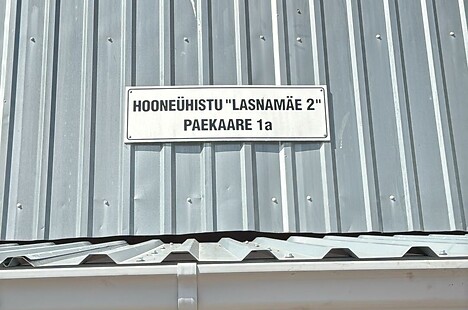 HOONEÜHISTU "LASNAMÄE 2"
PAEKAARE 1a